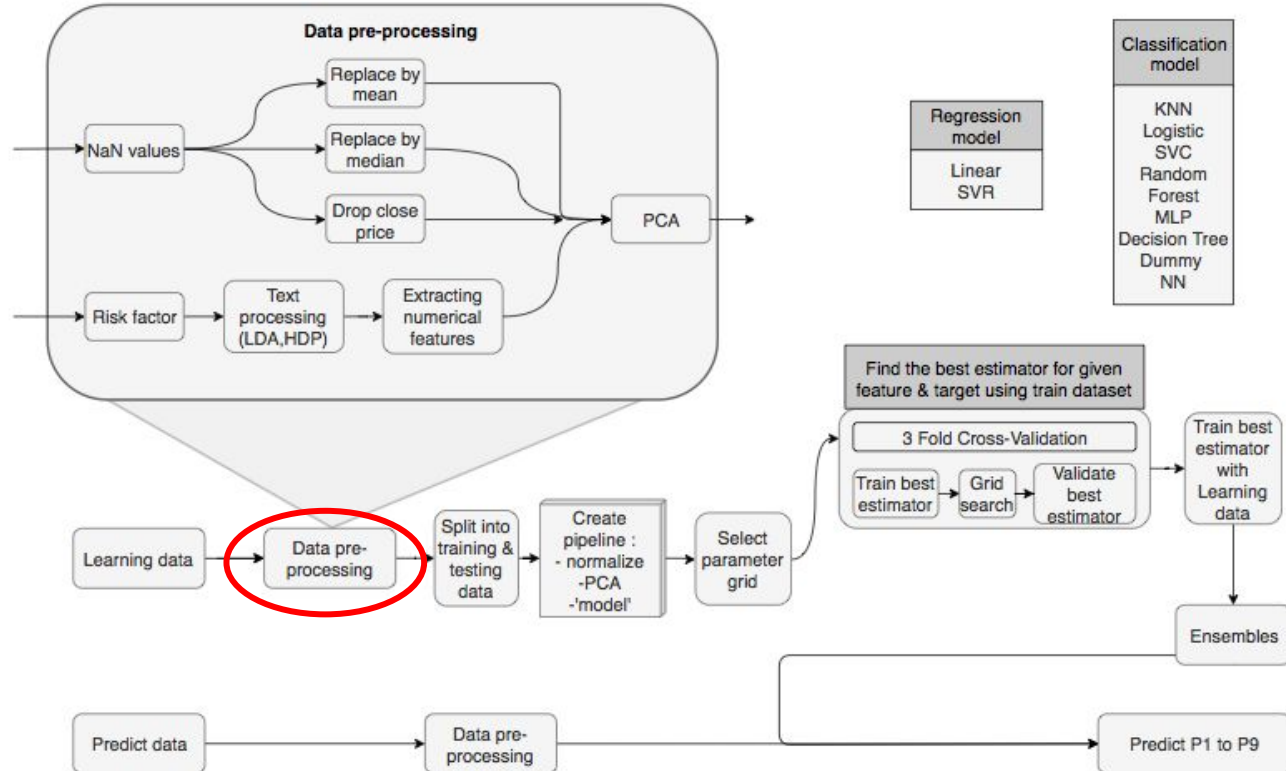 Data pre-processing
Replace by
mean
NaN values
Replace by
median
Drop close
price
PCA
Risk factor
Text
processing
(LDA,HDP)
Extracting
numerical
features
Regression
model
Linear
SVR
Classification
model
KNN
Logistic
SVC
Random
Forest
MLP
Decision Tree
Dummy
NN
Find the best estimator for given
feature & target using train dataset
3 Fold Cross-Validation
Train best
estimator
Grid
search
Validate
best
estimator
Train best
estimator
with
Learning
data
Learning data
Data pre-
processing
Split into
training &
testing
data
Create
pipeline :
- normalize
-PCA
-'model'
Select
parameter
grid
Ensembles
Predict data
Data pre-
processing
Predict P1 to P9